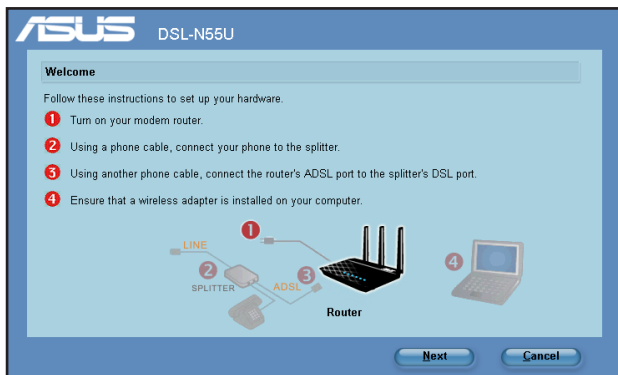 ASUS DSL-N55U
Welcome
Follow these instructions to set up your hardware.
1 Turn on your modem router.
2 Using a phone cable, connect your phone to the splitter.
3 Using another phone cable, connect the router's ADSL port to the splitter's DSL port.
4 Ensure that a wireless adapter is installed on your computer.
1
LINE
2
3
4
SPLITTER
ADSL
Router
Next
Cancel